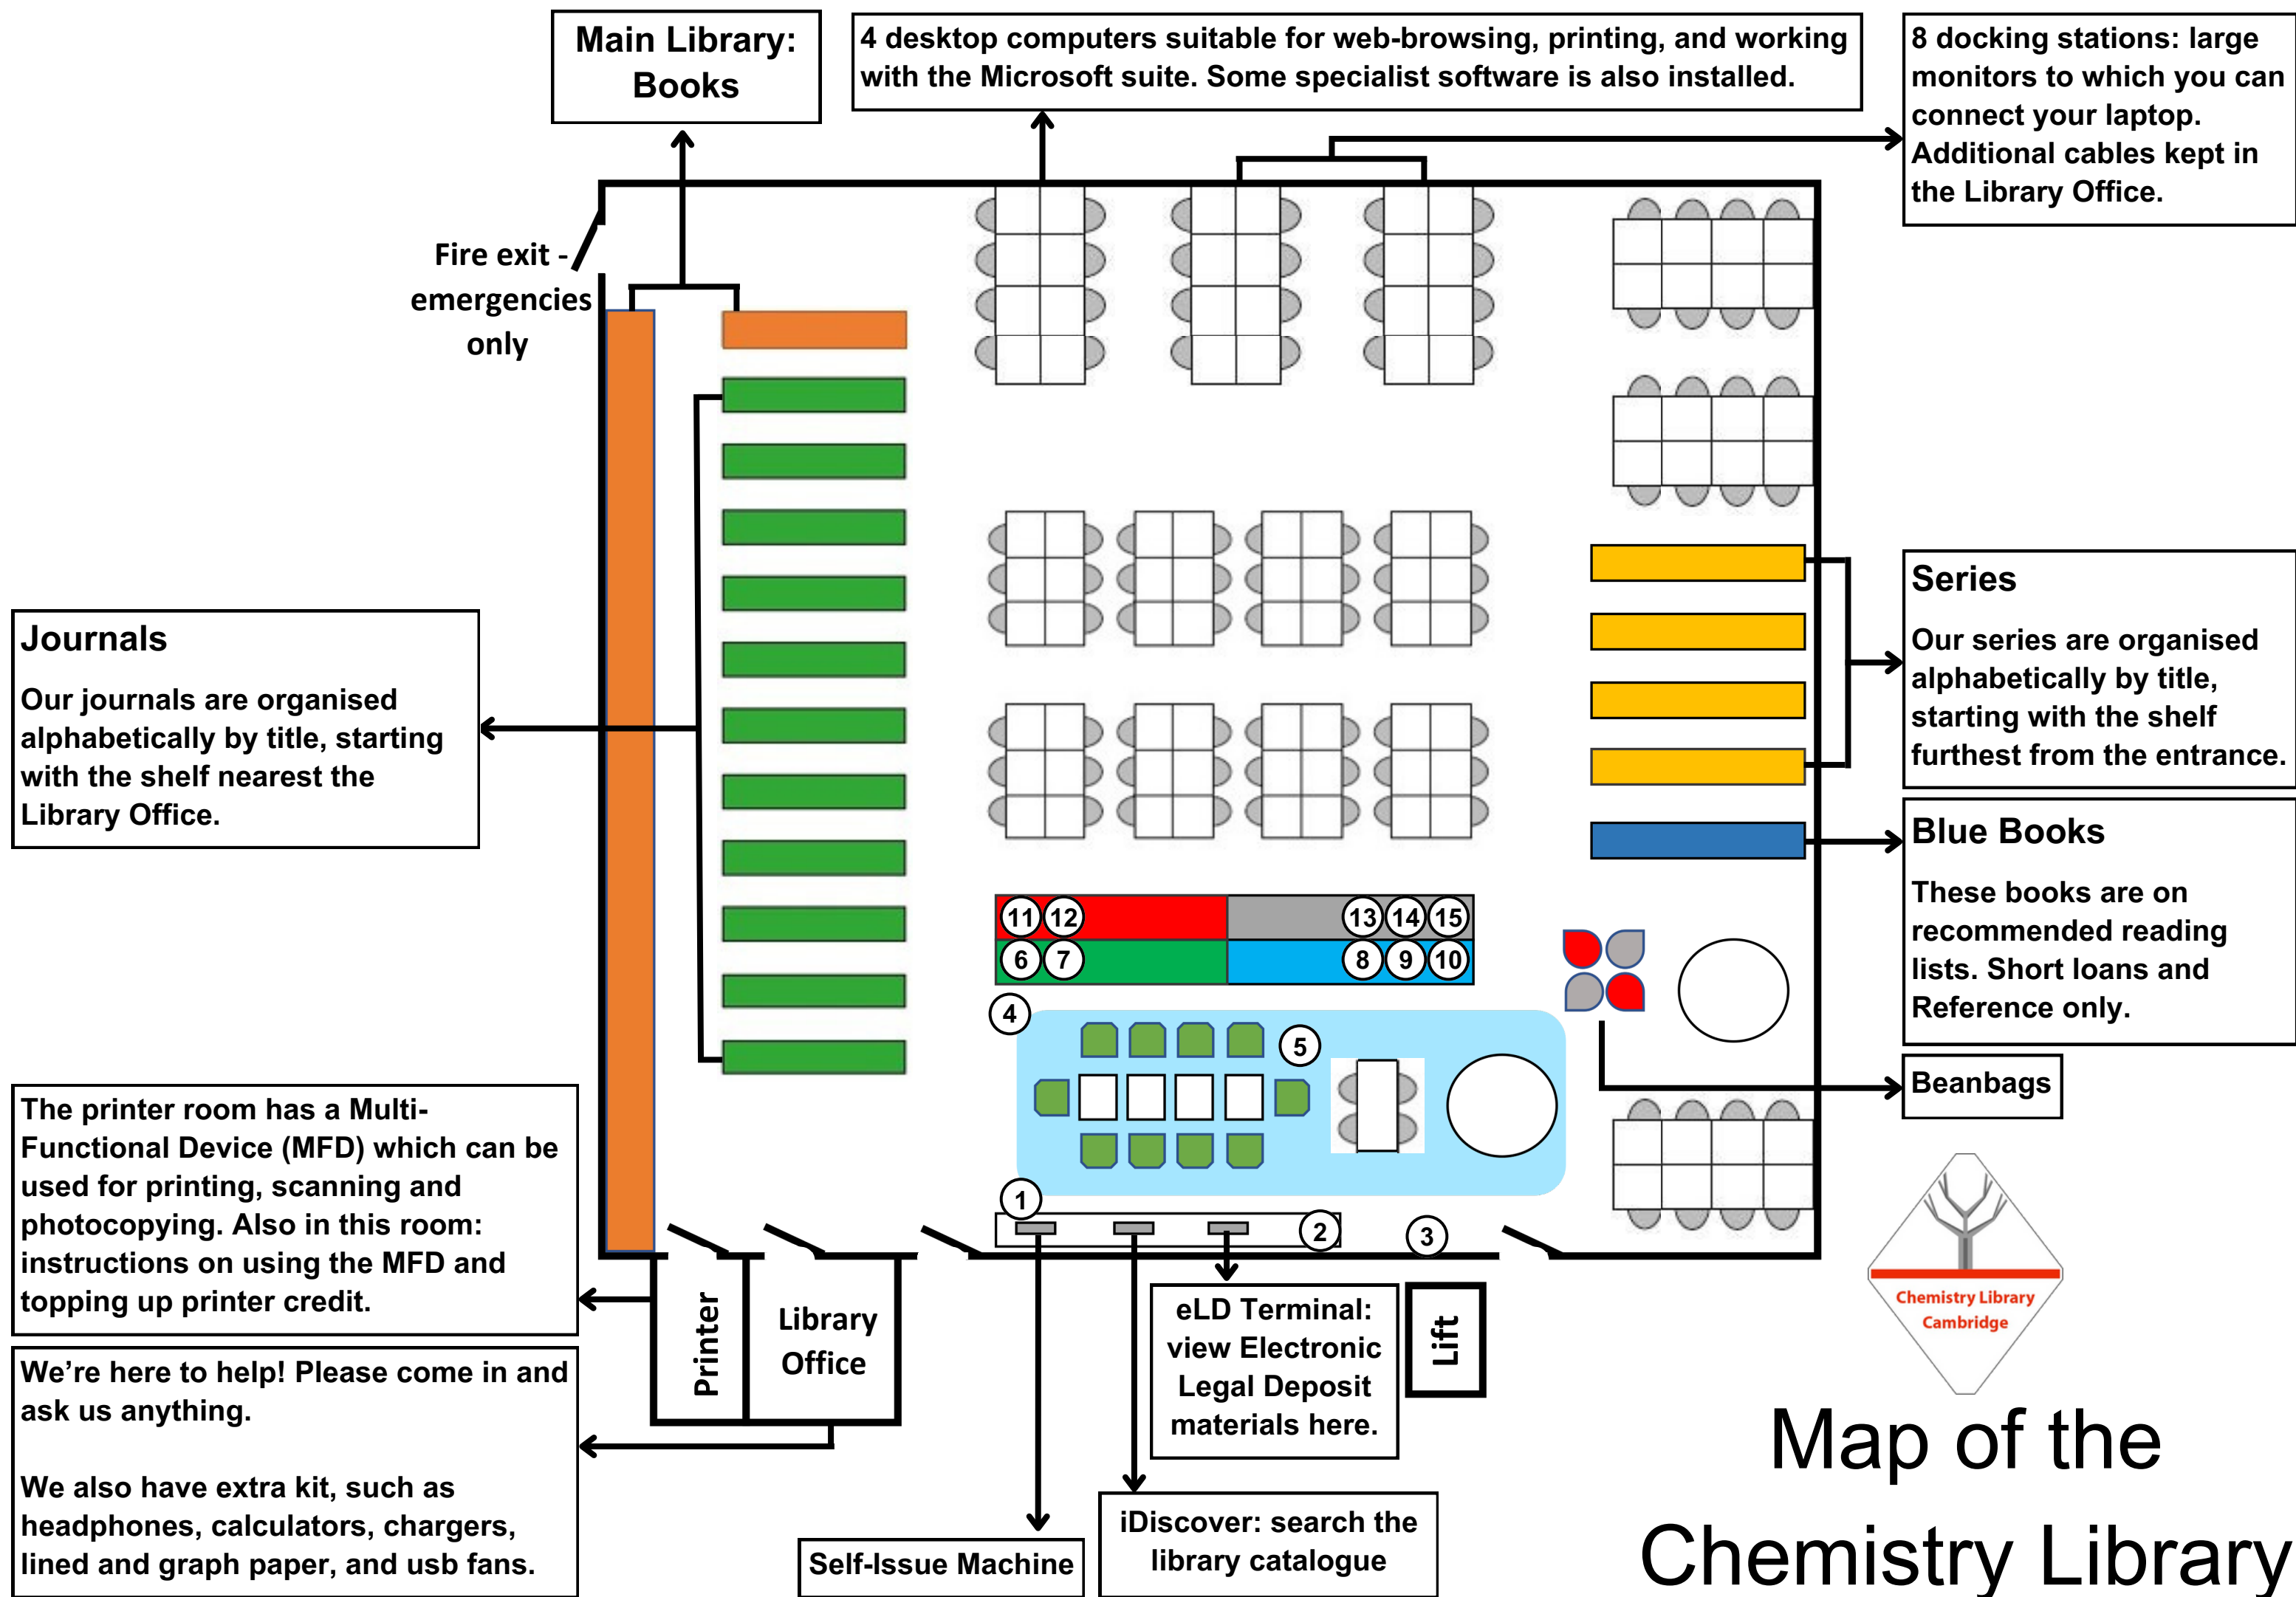 Main Library:
Books
4 desktop computers suitable for web-browsing, printing, and working
with the Microsoft suite. Some specialist software is also installed.
8 docking stations: large
monitors to which you can
connect your laptop.
Additional cables kept in
the Library Office.
Fire exit -
emergencies
only
Journals
Our journals are organised
alphabetically by title, starting
with the shelf nearest the
Library Office.
Series
Our series are organised
alphabetically by title,
starting with the shelf
furthest from the entrance.
Blue Books
These books are on
recommended reading
lists. Short loans and
Reference only.
11 12 13 14 15
6 7 8 9 10
4
5
Beanbags
1
2
3
The printer room has a Multi-
Functional Device (MFD) which can be
used for printing, scanning and
photocopying. Also in this room:
instructions on using the MFD and
topping up printer credit.
Printer
Library
Office
We're here to help! Please come in and
ask us anything.
We also have extra kit, such as
headphones, calculators, chargers,
lined and graph paper, and usb fans.
Self-Issue Machine
iDiscover: search the
library catalogue
eLD Terminal:
view Electronic
Legal Deposit
materials here.
Lift
Chemistry Library
Cambridge
Map of the
Chemistry Library